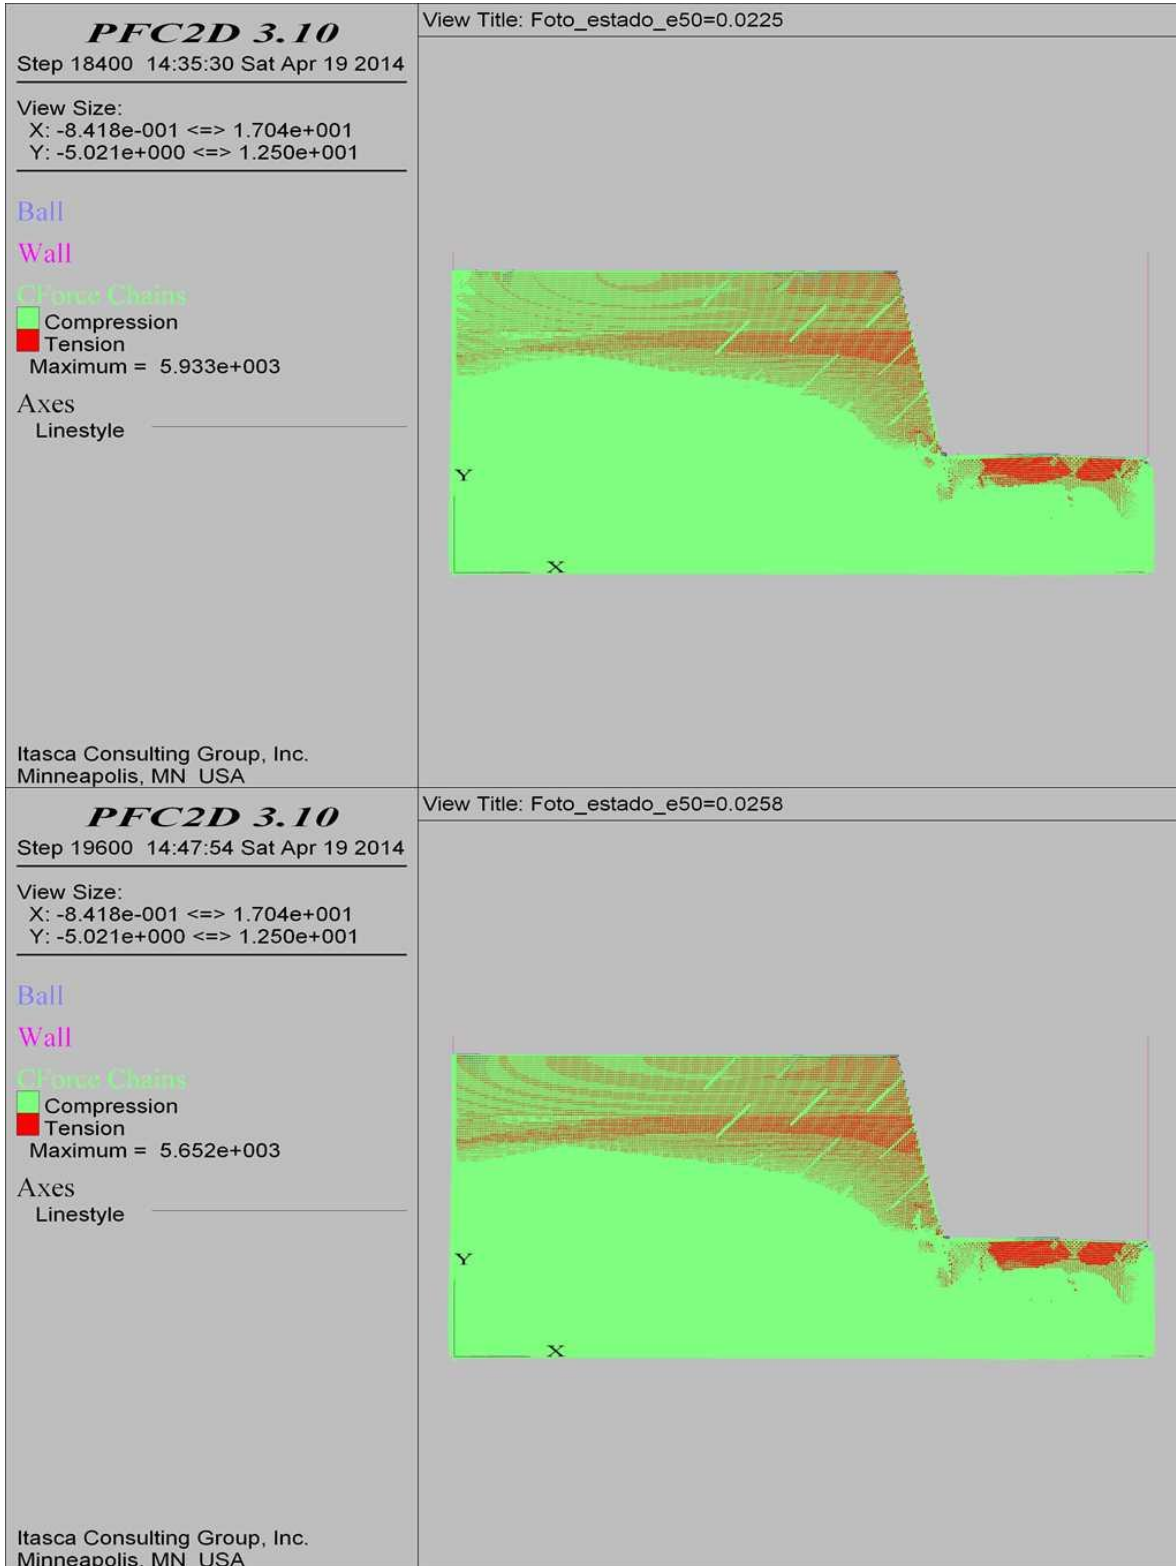 PFC2D 3.10
Step 18400 14:35:30 Sat Apr 19 2014
View Size:
X: -8.418e-001 <=> 1.704e+001
Y: -5.021e+000 <=> 1.250e+001
Ball
Wall
CForce Chains
Compression
Tension
Maximum = 5.933e+003
Axes
Linestyle
Itasca Consulting Group, Inc.
Minneapolis, MN USA
View Title: Foto_estado_e50=0.0225
Y
X
PFC2D 3.10
Step 19600 14:47:54 Sat Apr 19 2014
View Size:
X: -8.418e-001 <=> 1.704e+001
Y: -5.021e+000 <=> 1.250e+001
Ball
Wall
CForce Chains
Compression
Tension
Maximum = 5.652e+003
Axes
Linestyle
Itasca Consulting Group, Inc.
Minneapolis, MN USA
View Title: Foto_estado_e50=0.0258
Y
X